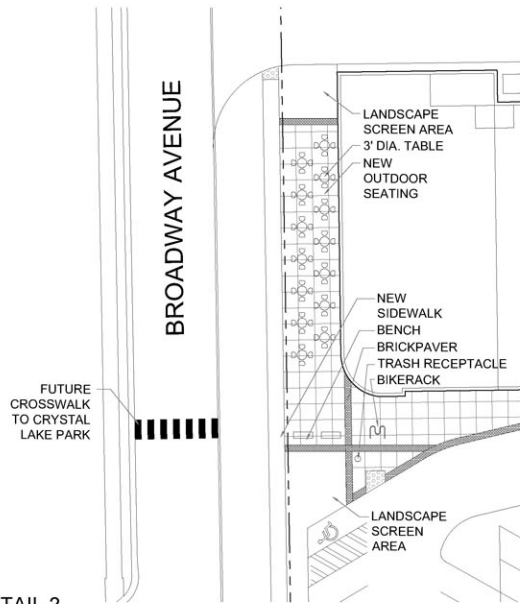 BROADWAY AVENUE
LANDSCAPE
SCREEN AREA
3' DIA. TABLE
NEW
OUTDOOR
SEATING
NEW
SIDEWALK
BENCH
BRICKPAVER
TRASH RECEPTACLE
BIKERACK
FUTURE
CROSSWALK
TO CRYSTAL
LAKE PARK
LANDSCAPE
SCREEN
AREA